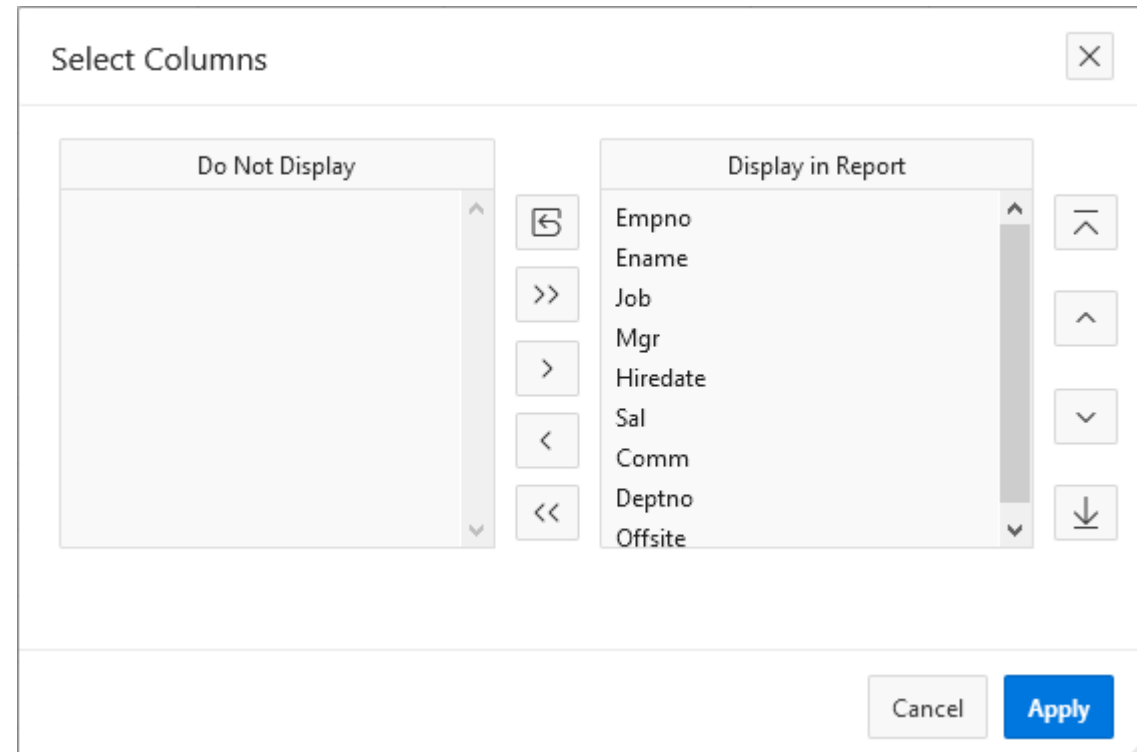 Select Columns
Do Not Display
Display in Report
Empno
Ename
Job
Mgr
Hiredate
Sal
Comm
Deptno
Offsite
Cancel
Apply